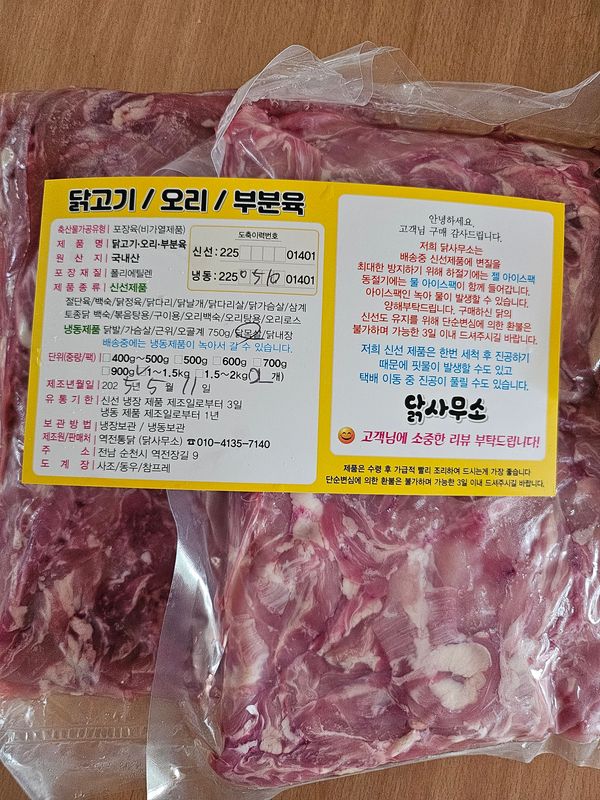 닭고기 / 오리 / 부분육
축산물가공유형 포장육(비가열제품)
제 품 명 닭고기·오리·부분육
원 산 지 국내산
포 장 재 질 폴리에틸렌
제 품 종 류 신선제품
도축이력번호
신선: 225 01401
냉동: 225 0510 01401
절단육/백숙/닭정육/닭다리/닭날개/닭다리살/닭가슴살/삼계
토종닭 백숙/볶음탕용/구이용/오리백숙/오리탕용/오리로스
냉동제품 닭발/가슴살/근위/오골계 750g/닭목살/닭내장
배송중에는 냉동제품이 녹아서 갈 수 있습니다.
단위(중량/팩) □400g~500g □500g □600g □700g
□900g □1~1.5kg □1.5~2kg( 2 개)
제조년월일 2025년 5월 11일
유 통 기 한 신선 냉장 제품 제조일로부터 3일
냉동 제품 제조일로부터 1년
보 관 방 법 냉장보관 / 냉동보관
제조원/판매처 역전통닭 (닭사무소) ☎010-4135-7140
주 소 전남 순천시 역전장길 9
도 계 장 사조/동우/참프레
안녕하세요.
고객님 구매 감사드립니다.
저희 닭사무소는
배송중 신선제품에 변질을
최대한 방지하기 위해 하절기에는 젤 아이스팩
동절기에는 물 아이스팩이 함께 들어갑니다.
아이스팩인 녹아 물이 발생할 수 있습니다.
양해부탁드립니다. 구매하신 닭의
신선도 유지를 위해 단순변심에 의한 환불은
불가하며 가능한 3일 이내 드셔주시길 바랍니다.
저희 신선 제품은 한번 세척 후 진공하기
때문에 핏물이 발생할 수도 있고
택배 이동 중 진공이 풀릴 수도 있습니다.
닭사무소
고객님에 소중한 리뷰 부탁드립니다!
제품은 수령 후 가급적 빨리 조리하여 드시는게 가장 좋습니다
단순변심에 의한 환불은 불가하며 가능한 3일 이내 드셔주시길 바랍니다.